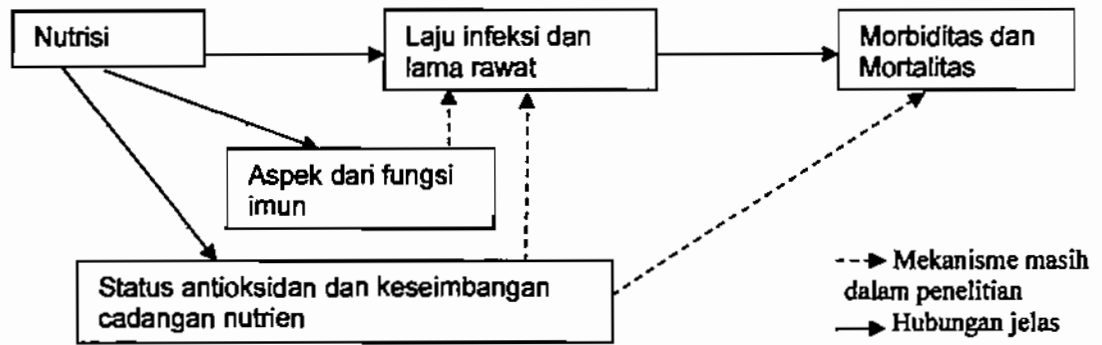 Nutrisi
Laju infeksi dan
lama rawat
Morbiditas dan
Mortalitas
Aspek dari fungsi
imun
Status antioksidan dan keseimbangan
cadangan nutrien
Mekanisme masih
dalam penelitian
Hubungan jelas